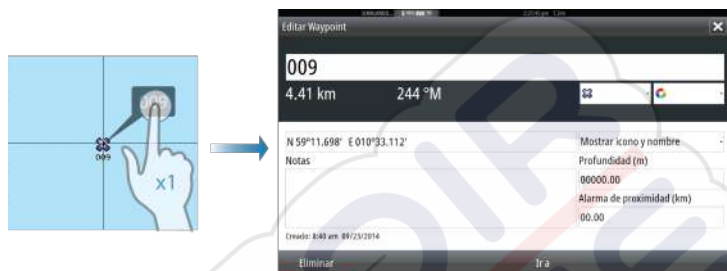 Editar Waypoint
009
4.41 km 244 °M
N 59°11.698' E 010°33.112'
Mostrar icono y nombre
Notas
Profundidad (m)
00000.00
Alarma de proximidad (km)
00.00
Creado: 8:40 am 09/23/2014
Eliminar
Ir a
009
x1